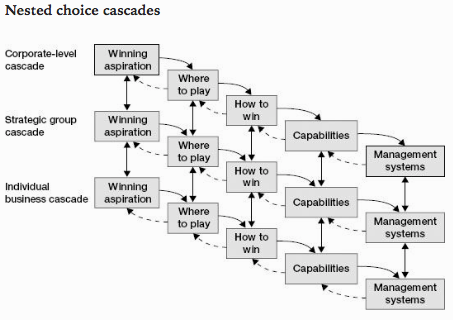 Nested choice cascades
Corporate-level
cascade
Winning
aspiration
Where
to play
How to
win
Capabilities
Management
systems
Strategic group
cascade
Winning
aspiration
Where
to play
How to
win
Capabilities
Management
systems
Individual
business cascade
Winning
aspiration
Where
to play
How to
win
Capabilities
Management
systems